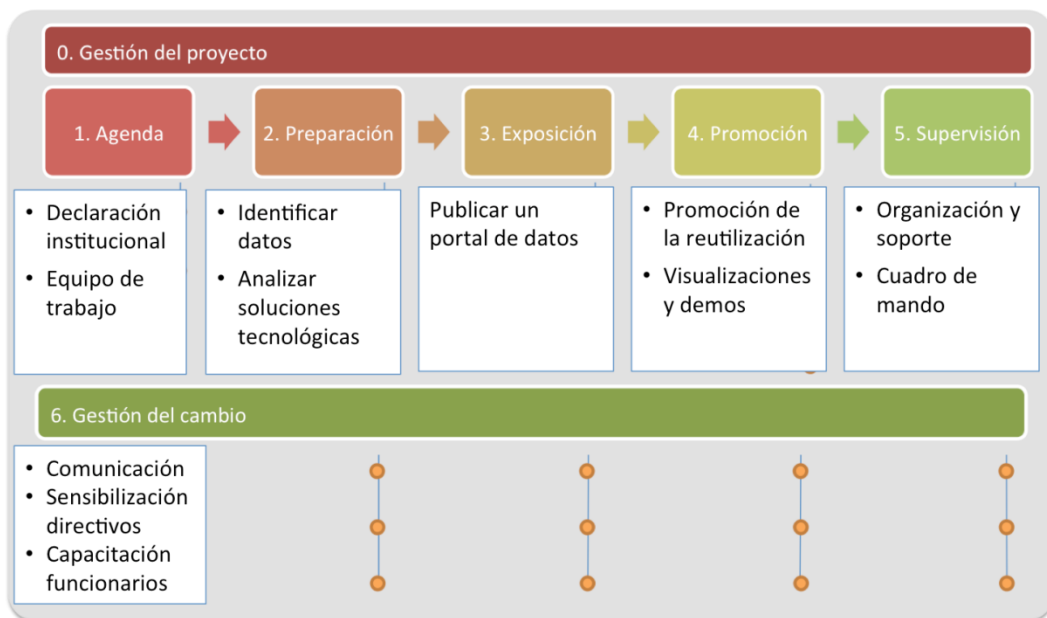 0. Gestión del proyecto
1. Agenda
2. Preparación
3. Exposición
4. Promoción
5. Supervisión
• Declaración
institucional
• Equipo de
trabajo
• Identificar
datos
• Analizar
soluciones
tecnológicas
Publicar un
portal de datos
• Promoción de
la reutilización
• Visualizaciones
y demos
• Organización y
soporte
• Cuadro de
mando
6. Gestión del cambio
• Comunicación
• Sensibilización
directivos
• Capacitación
funcionarios